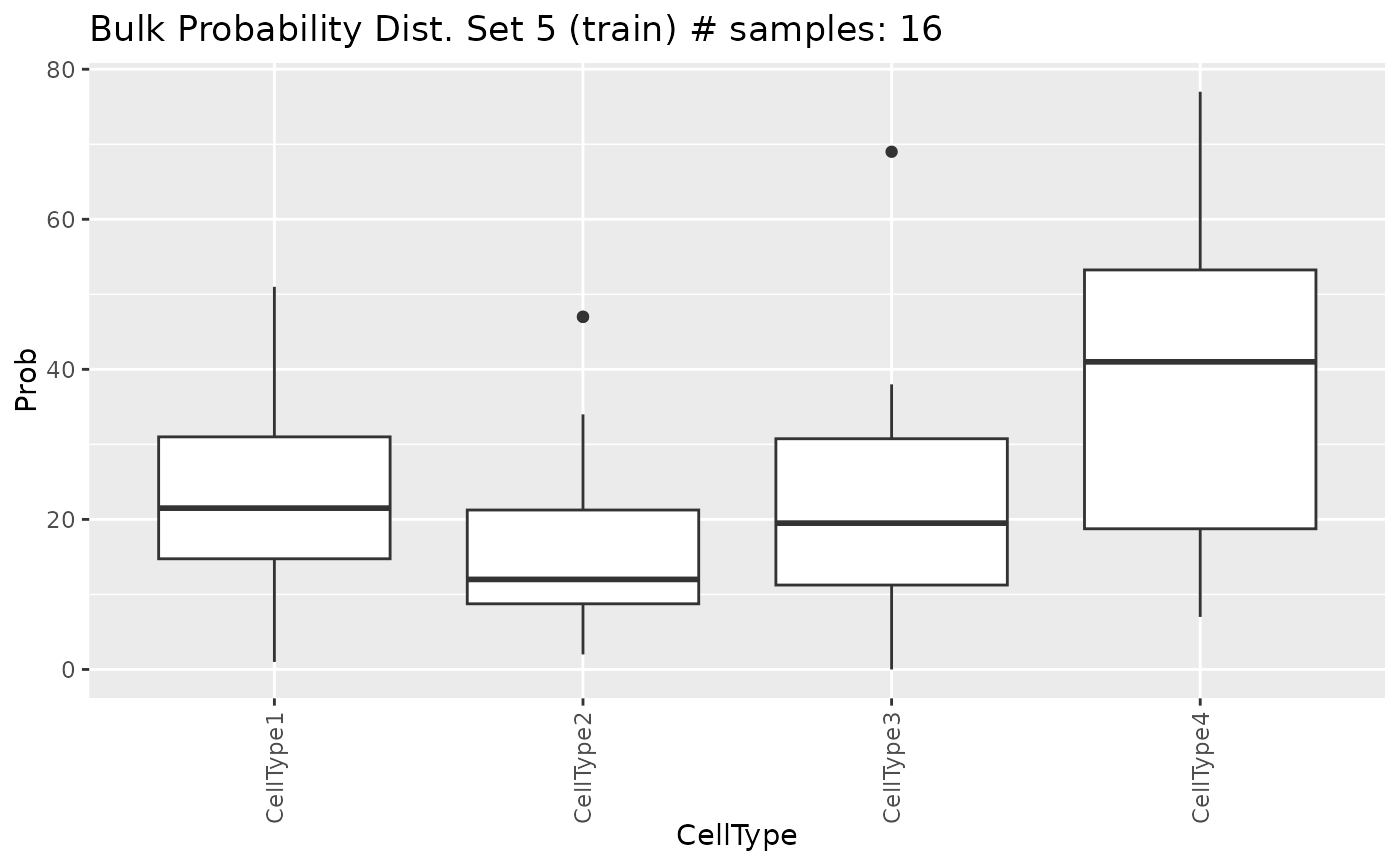 Bulk Probability Dist. Set 5 (train) # samples: 16
80
60
40
20
0
Prob
CellType1
CellType2
CellType3
CellType4
CellType